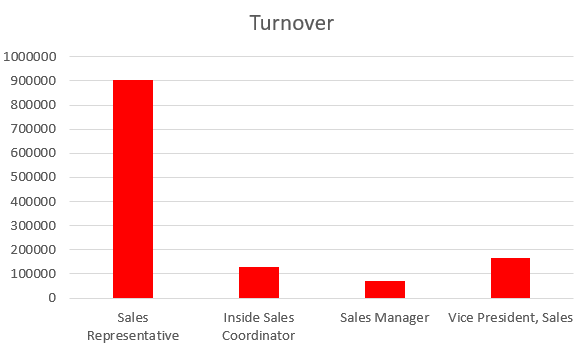 Turnover
1000000
900000
800000
700000
600000
500000
400000
300000
200000
100000
0
Sales
Representative
Inside Sales
Coordinator
Sales Manager
Vice President, Sales